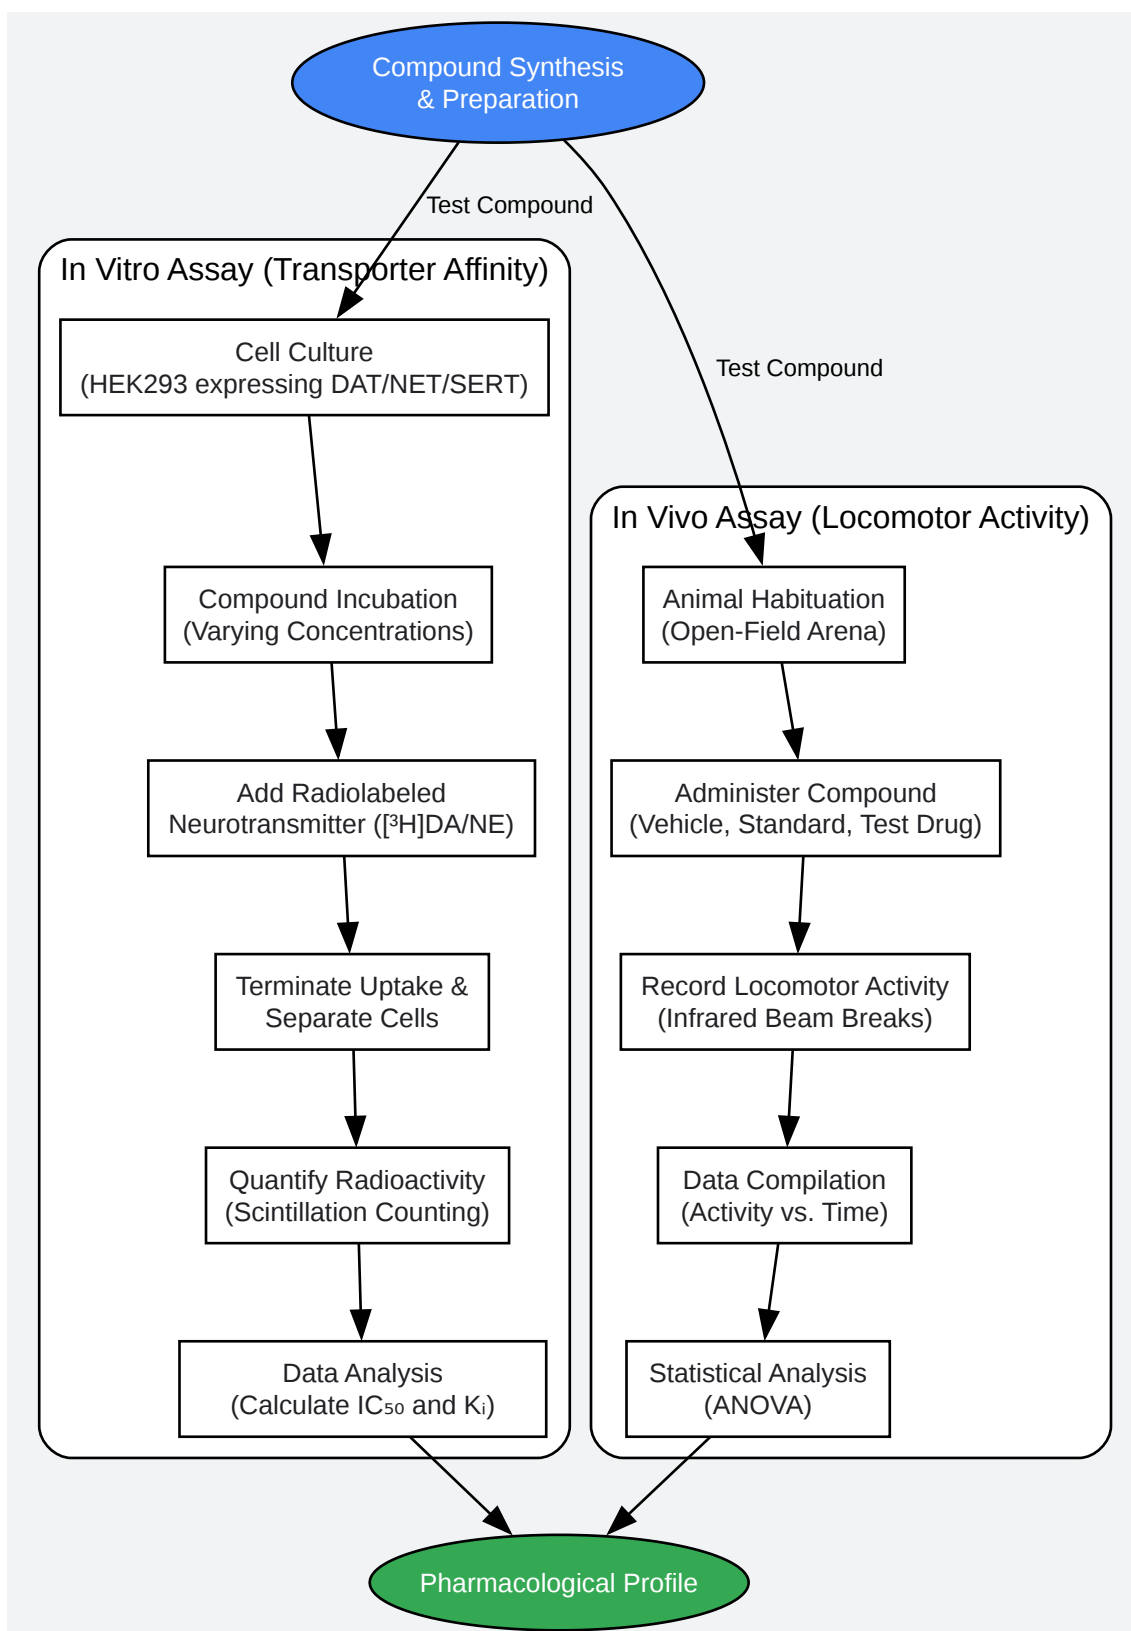 Compound Synthesis
& Preparation
Test Compound
Test Compound
In Vitro Assay (Transporter Affinity)
Cell Culture
(HEK293 expressing DAT/NET/SERT)
Compound Incubation
(Varying Concentrations)
Add Radiolabeled
Neurotransmitter ([³H]DA/NE)
Terminate Uptake &
Separate Cells
Quantify Radioactivity
(Scintillation Counting)
Data Analysis
(Calculate IC₅₀ and Kᵢ)
In Vivo Assay (Locomotor Activity)
Animal Habituation
(Open-Field Arena)
Administer Compound
(Vehicle, Standard, Test Drug)
Record Locomotor Activity
(Infrared Beam Breaks)
Data Compilation
(Activity vs. Time)
Statistical Analysis
(ANOVA)
Pharmacological Profile